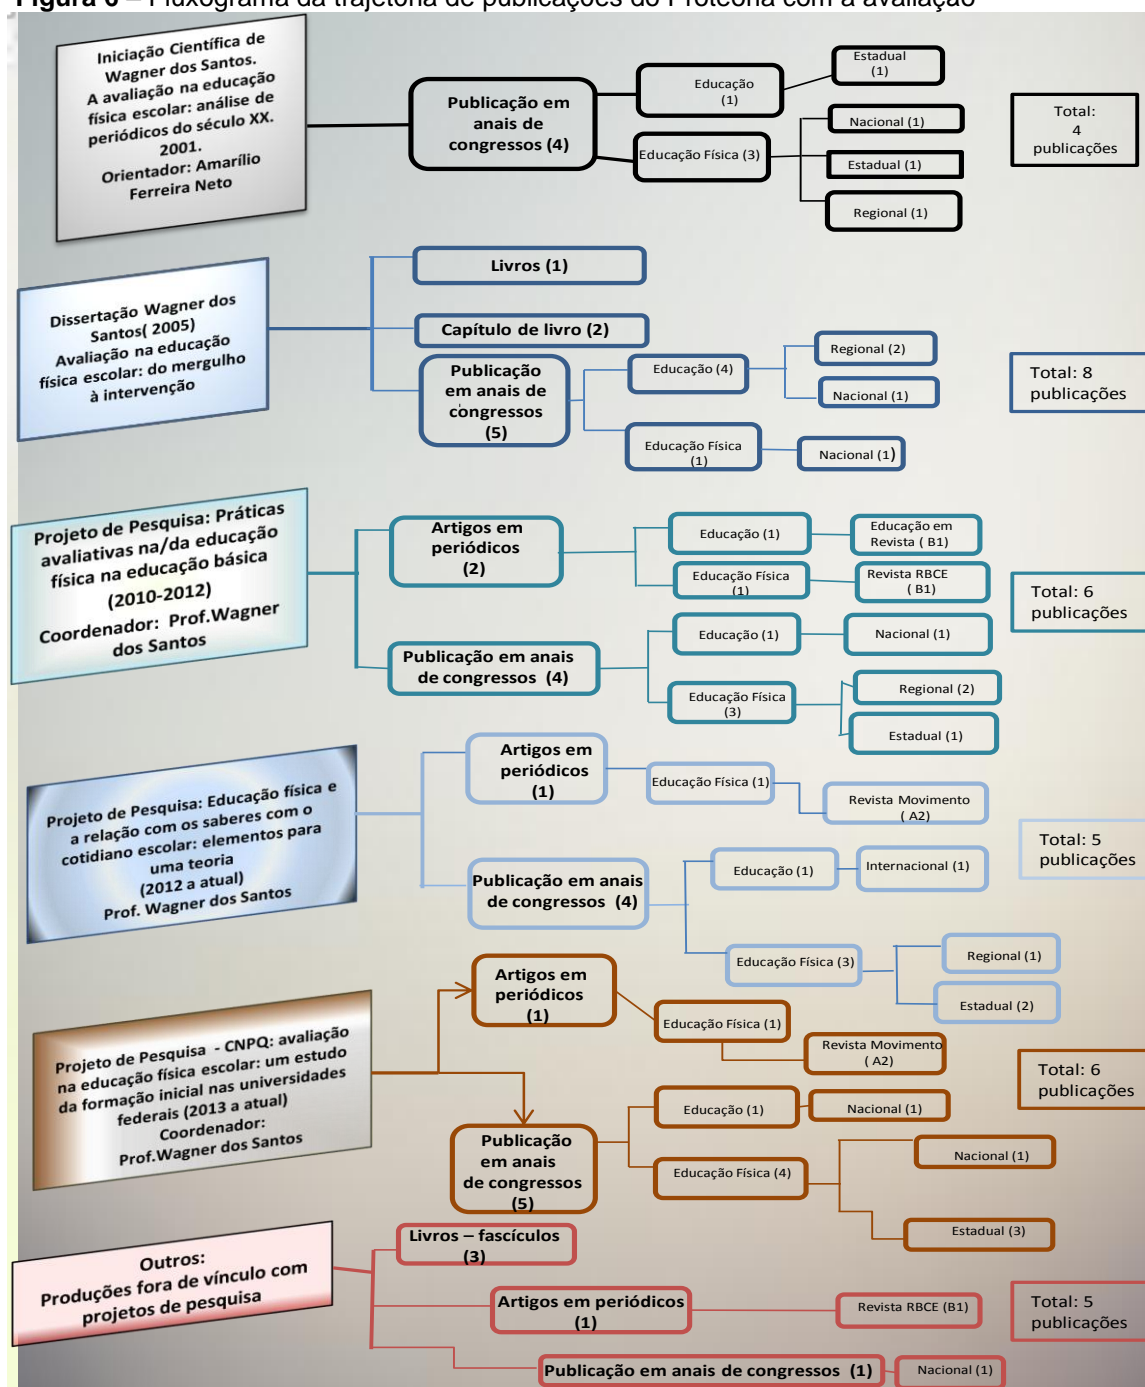 Figura 6 – Fluxograma da trajetória de publicações do Proteoria com a avaliação
Iniciação Científica de
Wagner dos Santos.
A avaliação na educação
física escolar: análise de
periódicos do século XX.
2001.
Orientador: Amarílio
Ferreira Neto
Publicação em
anais de
congressos (4)
Educação
(1)
Estadual
(1)
Educação Física (3)
Nacional (1)
Estadual (1)
Regional (1)
Total:
4
publicações
Dissertação Wagner dos
Santos( 2005)
Avaliação na educação
física escolar: do mergulho
à intervenção
Livros (1)
Capítulo de livro (2)
Publicação
em anais de
congressos
(5)
Educação (4)
Regional (2)
Nacional (1)
Educação Física
(1)
Nacional (1)
Total: 8
publicações
Projeto de Pesquisa: Práticas
avaliativas na/da educação
física na educação básica
(2010-2012)
Coordenador: Prof.Wagner
dos Santos
Artigos em
periódicos
(2)
Educação (1)
Educação em
Revista ( B1)
Educação Física
(1)
Revista RBCE
( B1)
Publicação em anais
de congressos (4)
Educação (1)
Nacional (1)
Educação Física
(3)
Regional (2)
Estadual (1)
Total: 6
publicações
Projeto de Pesquisa: Educação física e
a relação com os saberes com o
cotidiano escolar: elementos para
uma teoria
(2012 a atual)
Prof. Wagner dos Santos
Artigos em
periódicos
(1)
Educação Física (1)
Revista Movimento
( A2)
Publicação em anais
de congressos (4)
Educação (1)
Internacional (1)
Educação Física (3)
Regional (1)
Estadual (2)
Total: 5
publicações
Projeto de Pesquisa - CNPQ: avaliação
na educação física escolar: um estudo
da formação inicial nas universidades
federais (2013 a atual)
Coordenador:
Prof.Wagner dos Santos
Artigos em
periódicos
(1)
Educação Física (1)
Revista Movimento
( A2)
Publicação
em anais
de congressos
(5)
Educação (1)
Nacional (1)
Educação Física (4)
Nacional (1)
Estadual (3)
Total: 6
publicações
Outros:
Produções fora de vínculo com
projetos de pesquisa
Livros – fascículos
(3)
Artigos em periódicos
(1)
Revista RBCE (B1)
Publicação em anais de congressos (1)
Nacional (1)
Total: 5
publicações